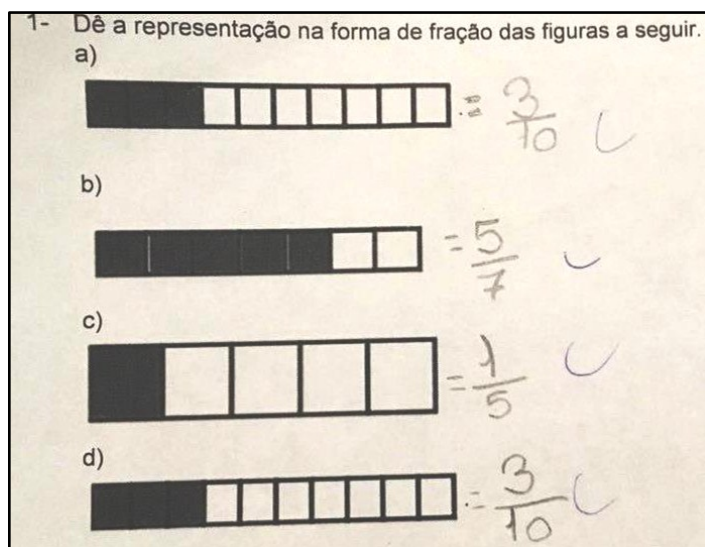 1- Dê a representação na forma de fração das figuras a seguir.
a)
= 3/10
b)
= 5/7
c)
= 1/5
d)
= 3/10